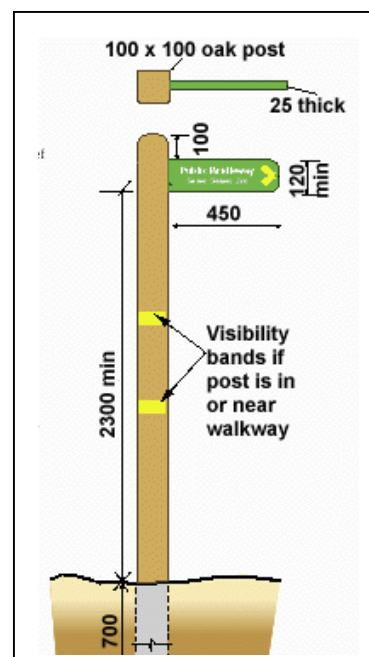 100 x 100 oak post
25 thick
ef
100
Public Bridleway
120
min
450
Visibility
bands if
post is in
or near
walkway
2300 min
700